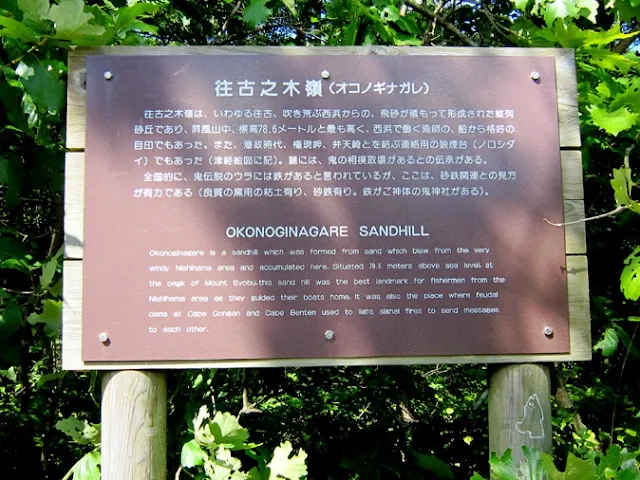 往古之木嶺(オコノギナガレ)
往古之木嶺は、いわゆる往古、吹き荒ぶ西浜からの、飛砂が積もって形成された縦列
砂丘であり、屏風山中、標高78.6メートルと最も高く、西浜で働く漁師の、船から格好の
目印でもあった。また、藩政時代、権現岬、弁天崎とを結ぶ連絡用の狼煙台(ノロシダ
イ)でもあった(津軽絵図に記)。麓には、鬼の相撲取場があるとの伝承がある。
全国的に、鬼伝説のウラには鉄があると言われているが、ここは、砂鉄関連との見方
が有力である(良質の窯用の粘土有り、砂鉄有り。鉄がご神体の鬼神社がある)。
OKONOGINAGARE SANDHILL
Okonoginagare is a sandhill which was formed from sand which blew from the very
windy Nishihama area and accumulated here. Situated 78.6 meters above sea level at
the peak of Mount Byobu,this sand hill was the best landmark for fishermen from the
Nishihama area as they guided their boats home. It was also the place where feudal
clans at Cape Gongen and Cape Benten used to light signal fires to send messages
to each other.